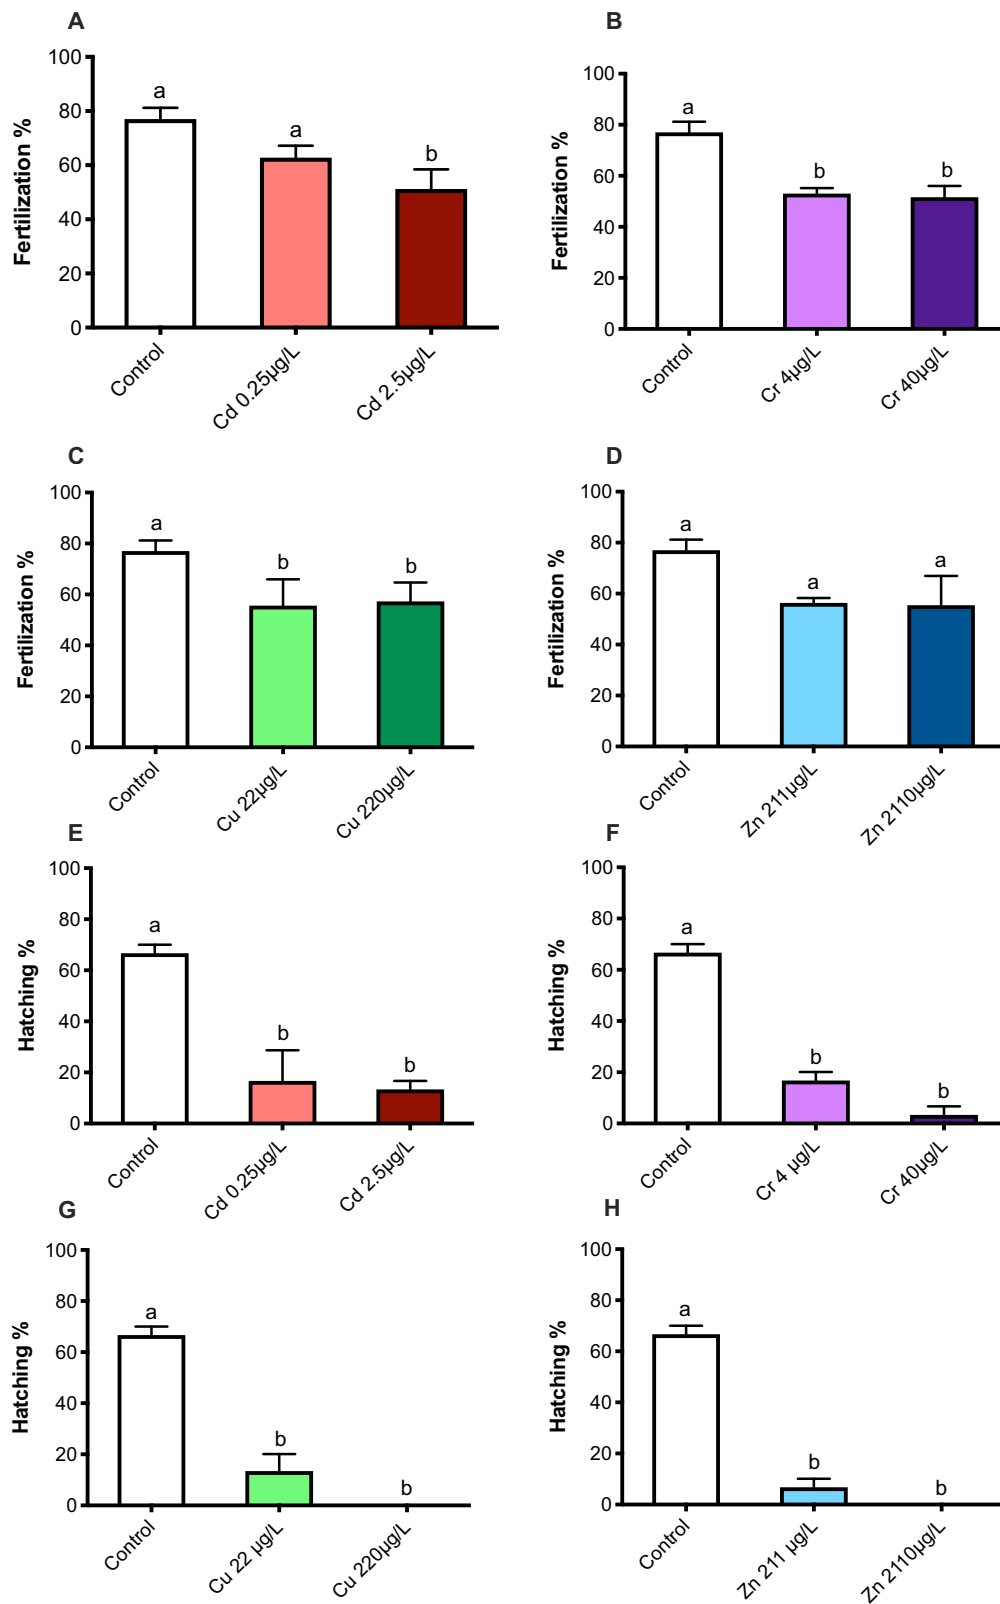 A
Fertilization %
100
80
60
40
20
0
a
a
b
Control
Cd 0.25µg/L
Cd 2.5µg/L
B
Fertilization %
100
80
60
40
20
0
a
b
b
Control
Cr 4µg/L
Cr 40µg/L
C
Fertilization %
100
80
60
40
20
0
a
b
b
Control
Cu 22µg/L
Cu 220µg/L
D
Fertilization %
100
80
60
40
20
0
a
a
a
Control
Zn 211µg/L
Zn 2110µg/L
E
Hatching %
100
80
60
40
20
0
a
b
b
Control
Cd 0.25µg/L
Cd 2.5µg/L
F
Hatching %
100
80
60
40
20
0
a
b
b
Control
Cr 4 µg/L
Cr 40µg/L
G
Hatching %
100
80
60
40
20
0
a
b
b
Control
Cu 22 µg/L
Cu 220µg/L
H
Hatching %
100
80
60
40
20
0
a
b
b
Control
Zn 211 µg/L
Zn 2110µg/L